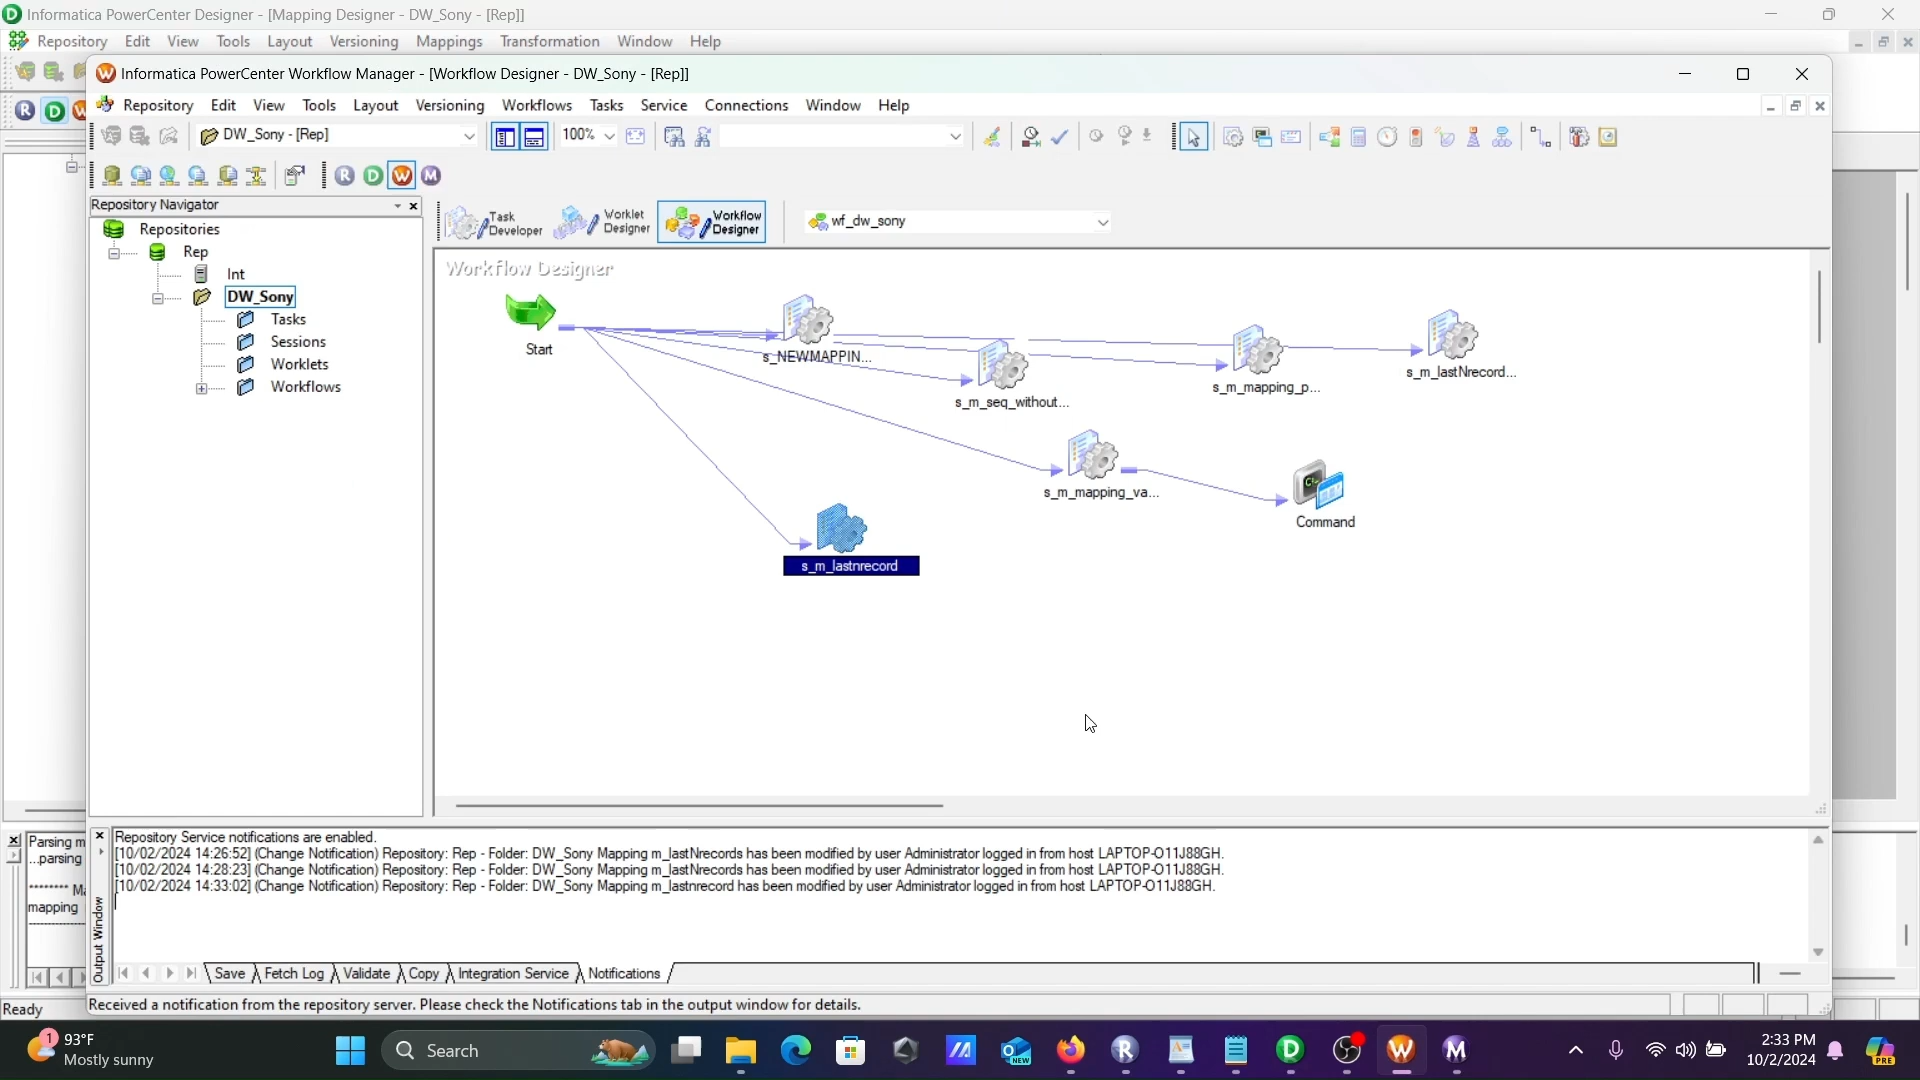 Informatica PowerCenter Designer - [Mapping Designer - DW_Sony - [Rep]]
Repository Edit View Tools Layout Versioning Mappings Transformation Window Help
Informatica PowerCenter Workflow Manager - [Workflow Designer - DW_Sony - [Rep]]
Repository Edit View Tools Layout Versioning Workflows Tasks Service Connections Window Help
DW_Sony - [Rep]
100%
R D W M
Repository Navigator
Repositories
Rep
Int
DW_Sony
Tasks
Sessions
Worklets
Workflows
Task Developer
Worklet Designer
Workflow Designer
wf_dw_sony
Workflow Designer
Start
s_NEWMAPPIN...
s_m_seq_without...
s_m_mapping_p...
s_m_lastNrecord...
s_m_mapping_va...
Command
s_m_lastnrecord
Parsing m
...parsing
******** Ma
mapping
Output Window
Repository Service notifications are enabled.
[10/02/2024 14:26:52] (Change Notification) Repository: Rep - Folder: DW_Sony Mapping m_lastNrecords has been modified by user Administrator logged in from host LAPTOP-O11J88GH.
[10/02/2024 14:28:23] (Change Notification) Repository: Rep - Folder: DW_Sony Mapping m_lastNrecords has been modified by user Administrator logged in from host LAPTOP-O11J88GH.
[10/02/2024 14:33:02] (Change Notification) Repository: Rep - Folder: DW_Sony Mapping m_lastnrecord has been modified by user Administrator logged in from host LAPTOP-O11J88GH.
Save Fetch Log Validate Copy Integration Service Notifications
Ready
Received a notification from the repository server. Please check the Notifications tab in the output window for details.
1
93°F
Mostly sunny
Search
NEW
R D W M
2:33 PM
10/2/2024
PRE